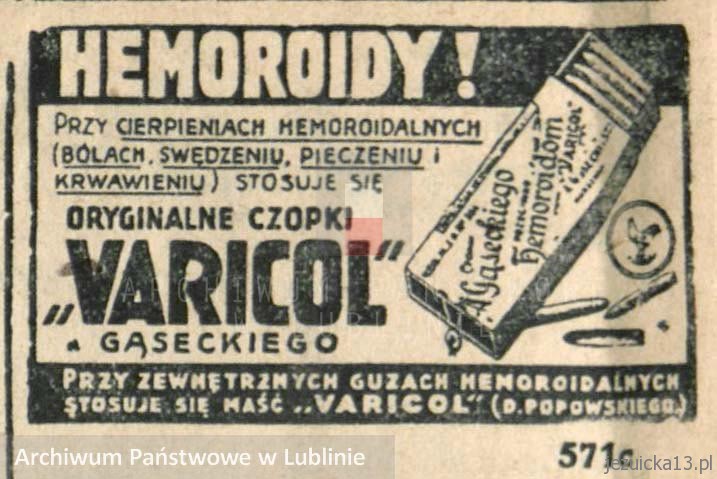 HEMOROIDY!
PRZY CIERPIENIACH HEMOROIDALNYCH
(BÓLACH, SWĘDZENIU, PIECZENIU i
KRWAWIENIU) STOSUJE SIĘ
ORYGINALNE CZOPKI
„VARICOL"
GĄSECKIEGO
A Gąseckiego
Hemoroidom
"VARICOL"
PRZY ZEWNĘTRZNYCH GUZACH HEMOROIDALNYCH
STOSUJE SIĘ MAŚĆ „VARICOL" (D. POPOWSKIEGO.)
Archiwum Państwowe w Lublinie
571c
jezuicka13.pl